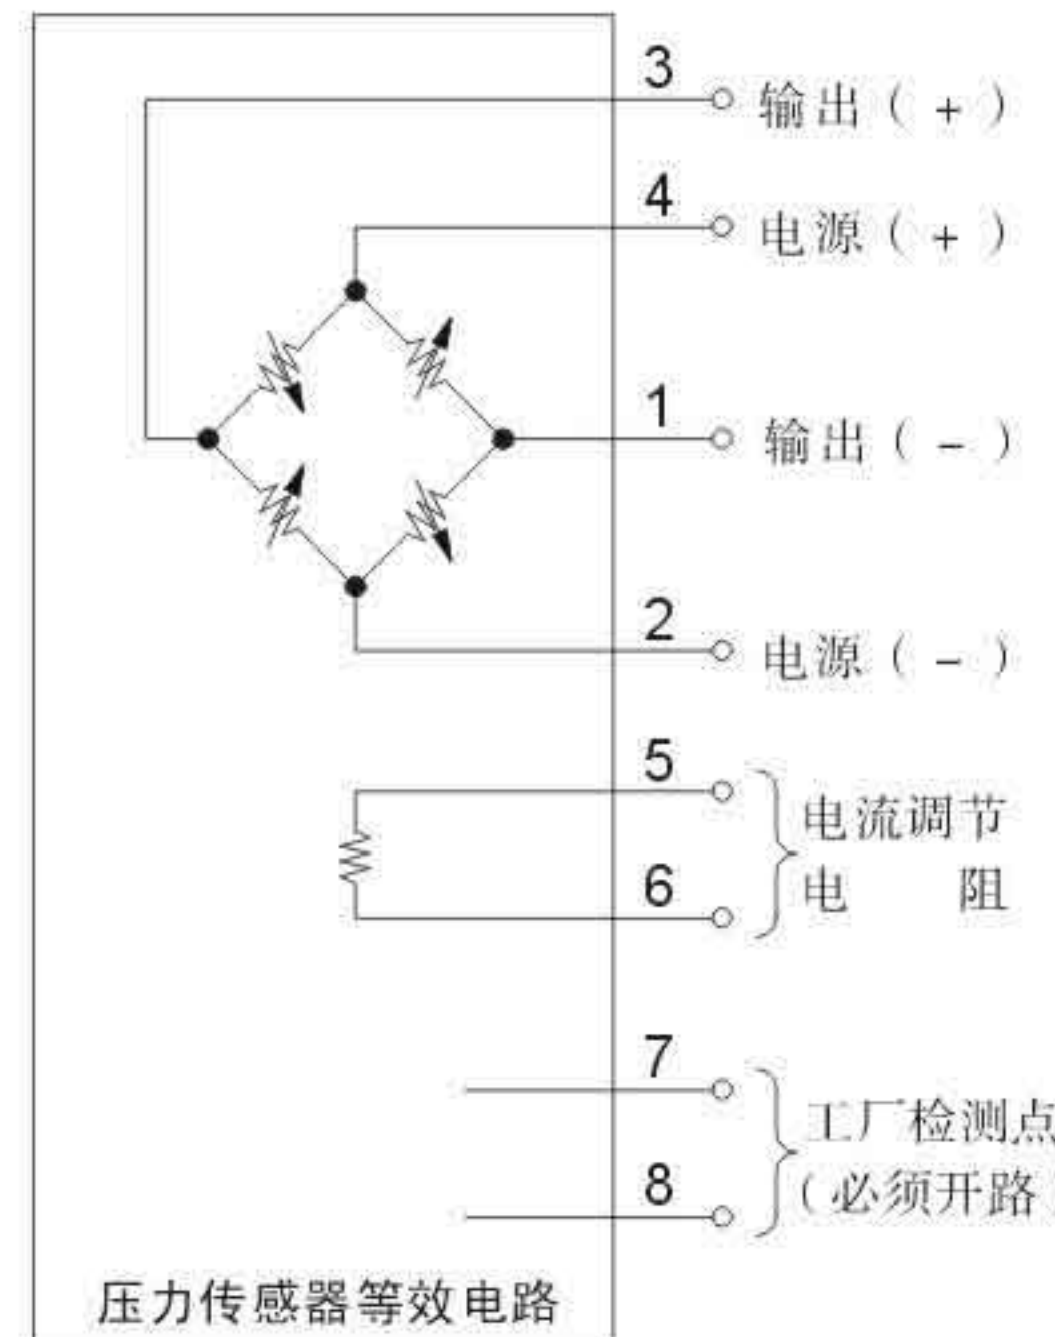 3 输出（+）
4 电源（+）
1 输出（-）
2 电源（-）
5
电流调节
6 电 阻
7
工厂检测点
8 （必须开路）
压力传感器等效电路